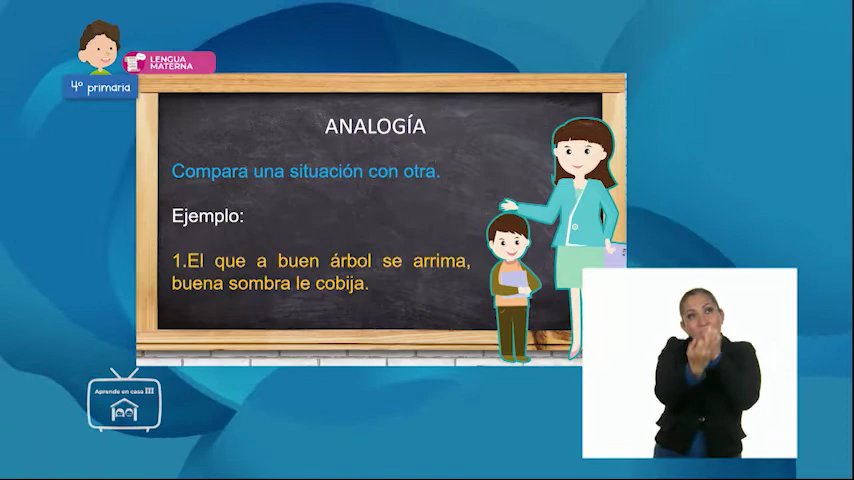 LENGUA
MATERNA
4º primaria
ANALOGÍA
Compara una situación con otra.
Ejemplo:
1.El que a buen árbol se arrima,
buena sombra le cobija.
Aprende en casa III